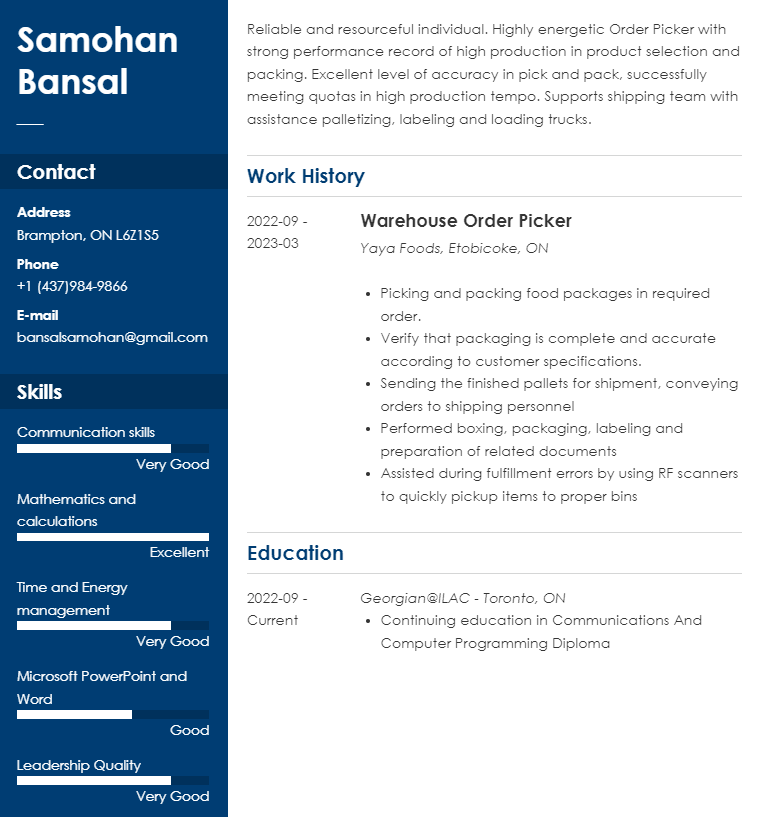 Samohan
Bansal
Contact
Address
Brampton, ON L6Z1S5
Phone
+1 (437)984-9866
E-mail
bansalsamohan@gmail.com
Skills
Communication skills
Very Good
Mathematics and
calculations
Excellent
Time and Energy
management
Very Good
Microsoft PowerPoint and
Word
Good
Leadership Quality
Very Good
Reliable and resourceful individual. Highly energetic Order Picker with
strong performance record of high production in product selection and
packing. Excellent level of accuracy in pick and pack, successfully
meeting quotas in high production tempo. Supports shipping team with
assistance palletizing, labeling and loading trucks.
Work History
2022-09 -
2023-03
Warehouse Order Picker
Yaya Foods, Etobicoke, ON
• Picking and packing food packages in required
order.
• Verify that packaging is complete and accurate
according to customer specifications.
• Sending the finished pallets for shipment, conveying
orders to shipping personnel
• Performed boxing, packaging, labeling and
preparation of related documents
• Assisted during fulfillment errors by using RF scanners
to quickly pickup items to proper bins
Education
2022-09 -
Current
Georgian@ILAC - Toronto, ON
• Continuing education in Communications And
Computer Programming Diploma